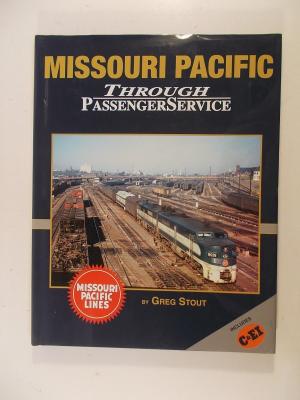 MISSOURI PACIFIC
THROUGH
PASSENGERSERVICE
MISSOURI
PACIFIC
LINES
BY GREG STOUT
INCLUDES
C&EI